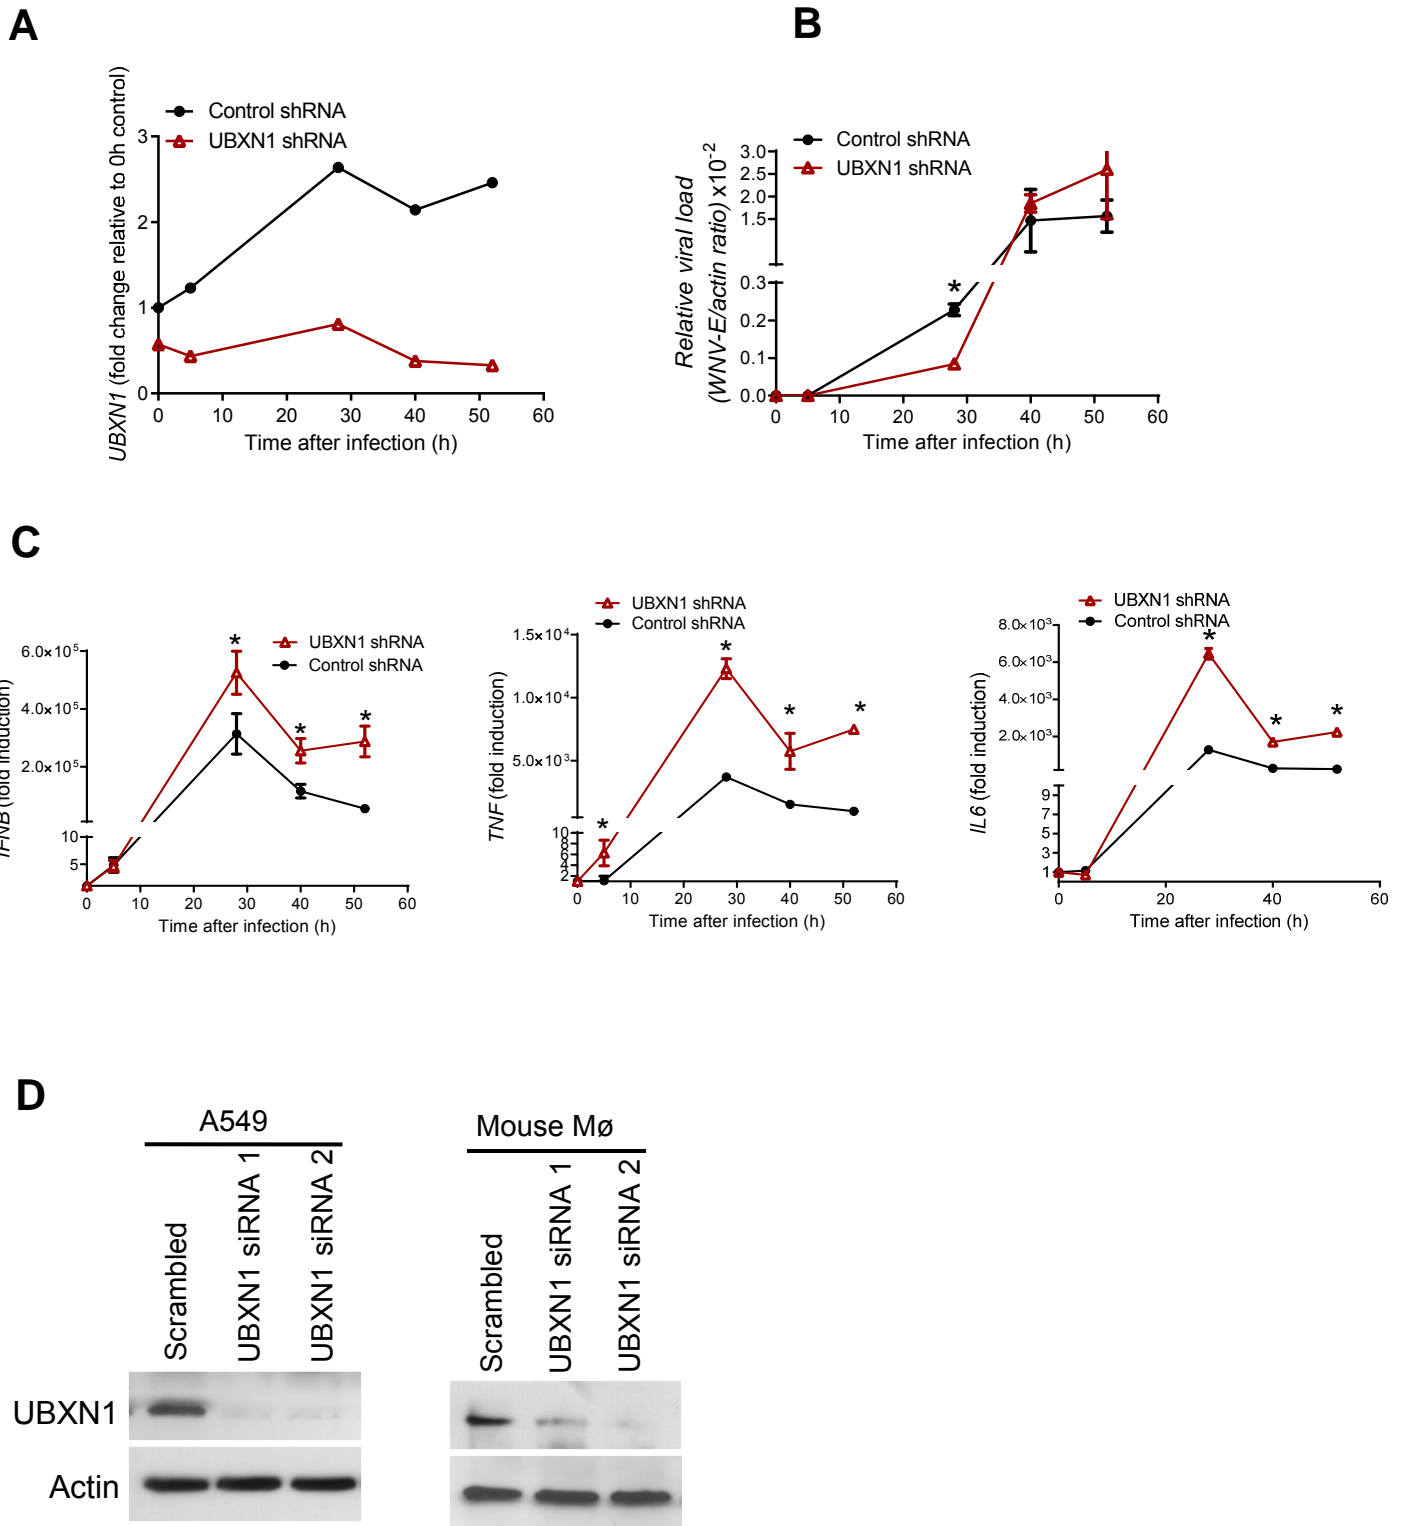 A
Control shRNA
UBXN1 shRNA
UBXN1 (fold change relative to 0h control)
3
2
1
0
0 10 20 30 40 50 60
Time after infection (h)
B
Control shRNA
UBXN1 shRNA
Relative viral load
(WNV-E/actin ratio) x10-2
3.0
2.5
2.0
1.5
0.3
0.2
0.1
0.0
*
0 10 20 30 40 50 60
Time after infection (h)
C
UBXN1 shRNA
Control shRNA
IFNB (fold induction)
6.0×10⁵
4.0×10⁵
2.0×10⁵
10
5
* * *
0 10 20 30 40 50 60
Time after infection (h)
UBXN1 shRNA
Control shRNA
TNF (fold induction)
1.5×10⁴
1.0×10⁴
5.0×10³
10
8
6
4
2
* * * *
0 10 20 30 40 50 60
Time after infection (h)
UBXN1 shRNA
Control shRNA
IL6 (fold induction)
8.0×10³
6.0×10³
4.0×10³
2.0×10³
9
7
5
3
1
* * *
0 20 40 60
Time after infection (h)
D
A549
Scrambled
UBXN1 siRNA 1
UBXN1 siRNA 2
Mouse Mø
Scrambled
UBXN1 siRNA 1
UBXN1 siRNA 2
UBXN1
Actin